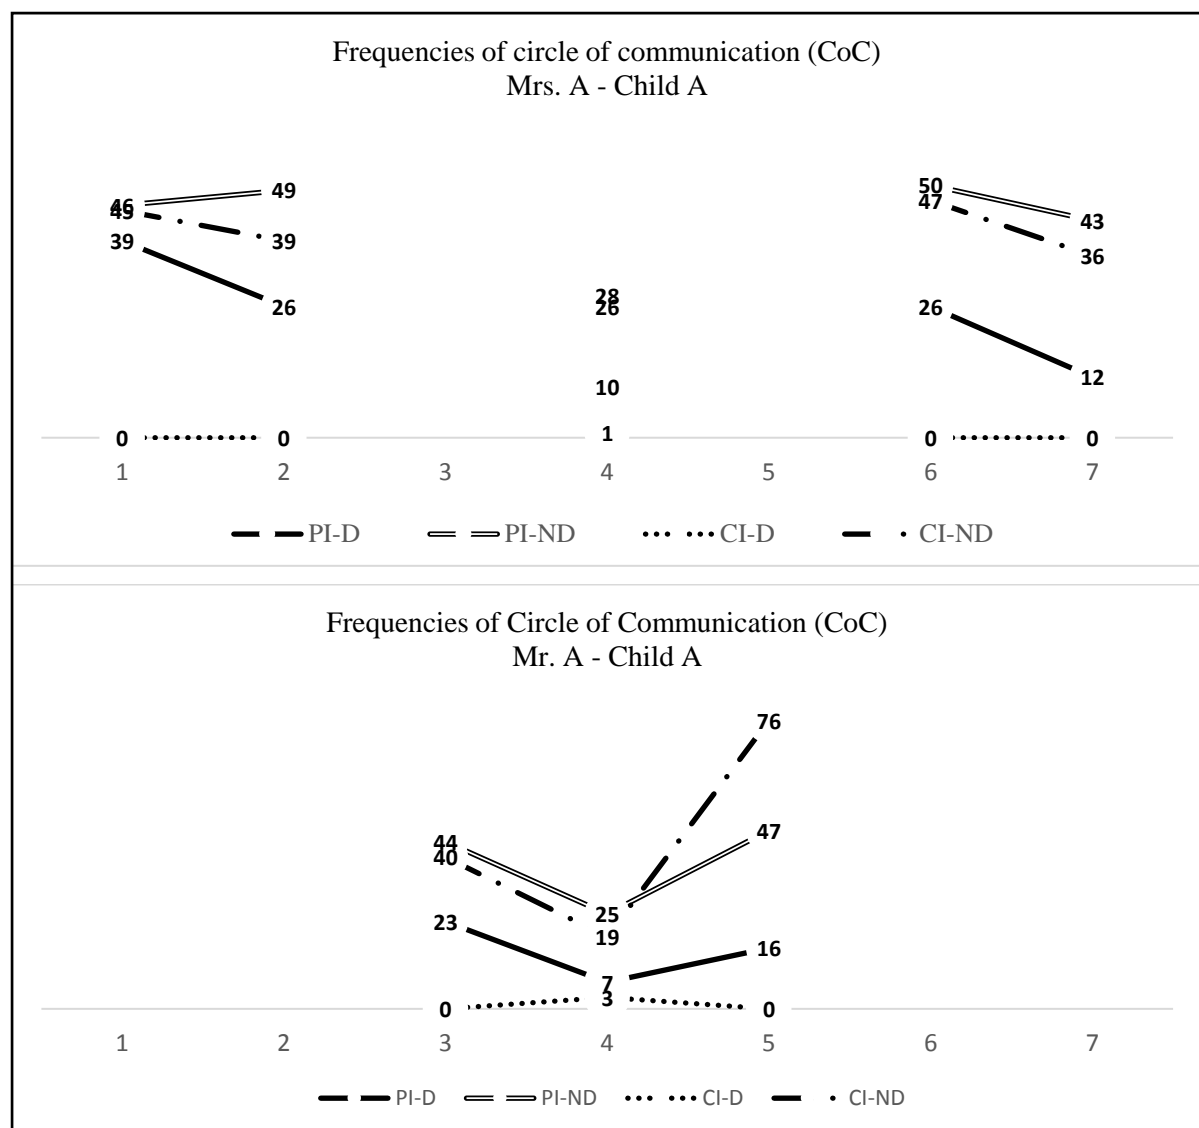 Frequencies of circle of communication (CoC)
Mrs. A - Child A
46 49 50
45 47 43
39 39 36
26 28 26 26
10 12
0 0 1 0 0
1 2 3 4 5 6 7
PI-D PI-ND CI-D CI-ND
Frequencies of Circle of Communication (CoC)
Mr. A - Child A
76
44 47
40
23 25
19 16
7
3
0 0
1 2 3 4 5 6 7
PI-D PI-ND CI-D CI-ND